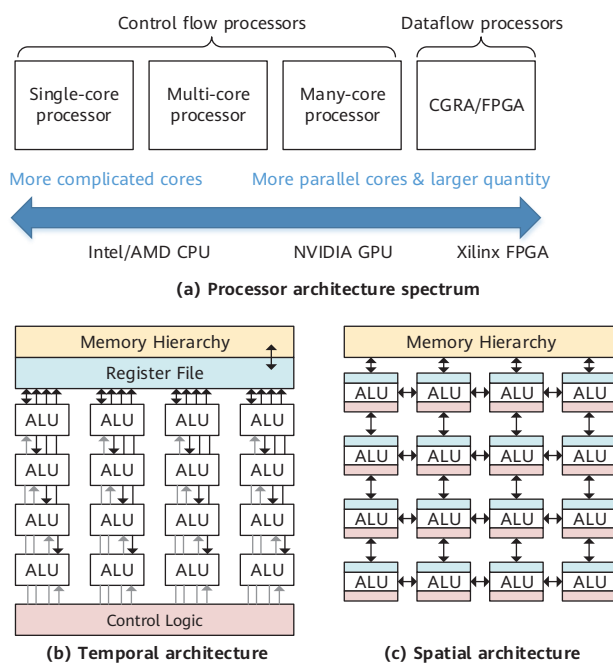 Control flow processors
Dataflow processors
Single-core
processor
Multi-core
processor
Many-core
processor
CGRA/FPGA
More complicated cores
More parallel cores & larger quantity
Intel/AMD CPU
NVIDIA GPU
Xilinx FPGA
(a) Processor architecture spectrum
Memory Hierarchy
Register File
ALU ALU ALU ALU
ALU ALU ALU ALU
ALU ALU ALU ALU
ALU ALU ALU ALU
Control Logic
(b) Temporal architecture
Memory Hierarchy
ALU ALU ALU ALU
ALU ALU ALU ALU
ALU ALU ALU ALU
ALU ALU ALU ALU
(c) Spatial architecture